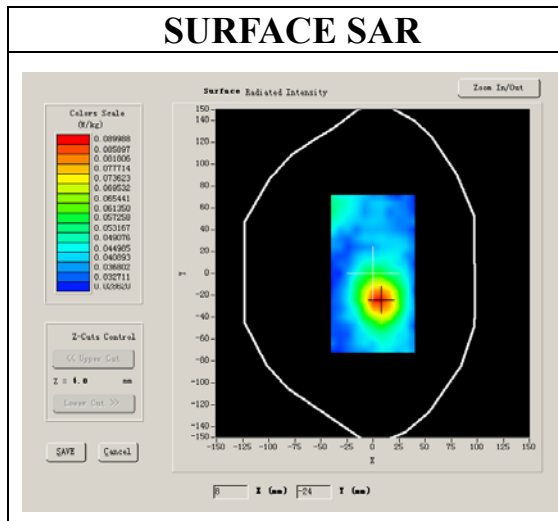 SURFACE SAR
Surface Radiated Intensity
Zoom In/Out
Colors Scale
(W/kg)
0.089988
0.085897
0.081806
0.077714
0.073623
0.069532
0.065441
0.061350
0.057258
0.053167
0.049076
0.044985
0.040893
0.036802
0.032711
0.028620
Z-Cuts Control
<< Upper Cut
Z = 4.0 mm
Lower Cut >>
SAVE Cancel
150
140
120
100
80
60
40
20
0
-20
-40
-60
-80
-100
-120
-140
-150
Y
-150 -125 -100 -75 -50 -25 0 25 50 75 100 125 150
X
8 X (mm) -24 Y (mm)